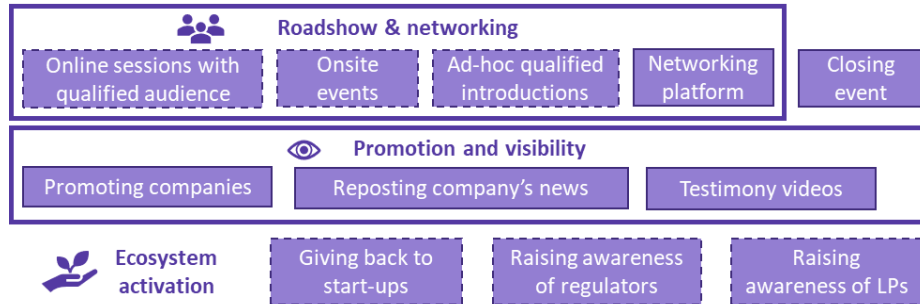 Roadshow & networking
Online sessions with
qualified audience
Onsite
events
Ad-hoc qualified
introductions
Networking
platform
Closing
event
Promotion and visibility
Promoting companies
Reposting company's news
Testimony videos
Ecosystem
activation
Giving back to
start-ups
Raising awareness
of regulators
Raising
awareness of LPs